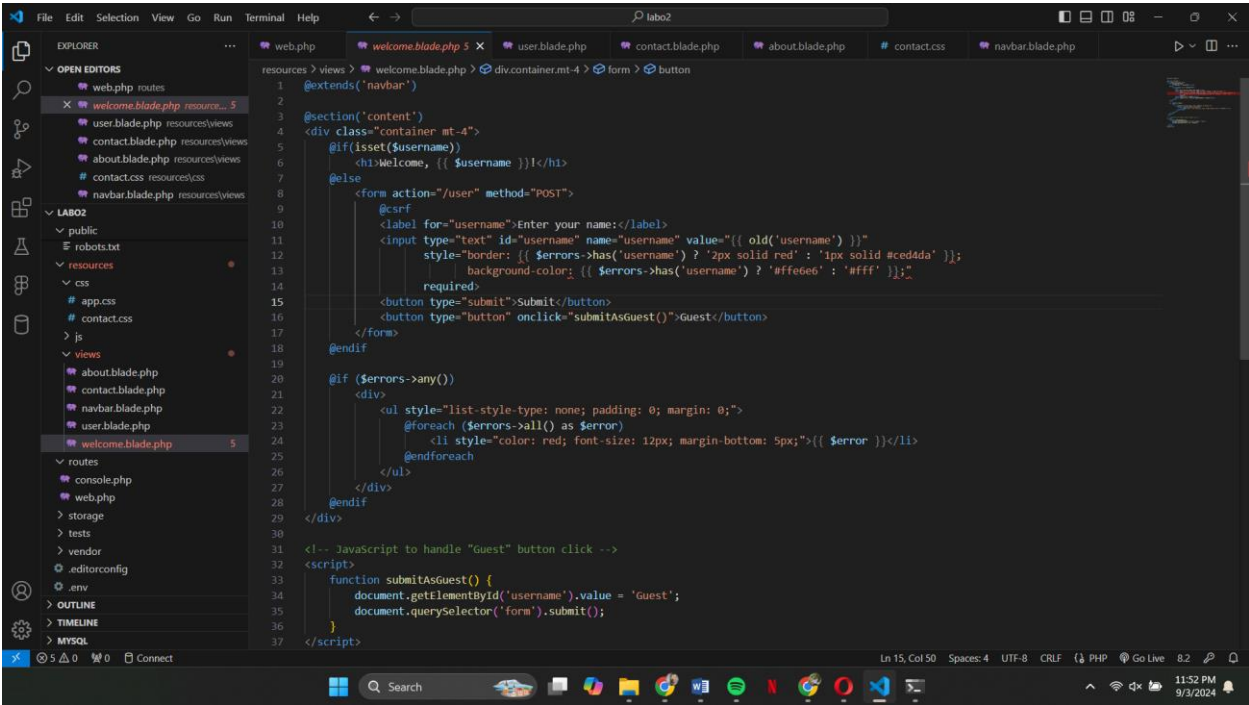 File Edit Selection View Go Run Terminal Help
labo2
EXPLORER
web.php
welcome.blade.php 5
user.blade.php
contact.blade.php
about.blade.php
# contact.css
navbar.blade.php
OPEN EDITORS
web.php routes
welcome.blade.php resource... 5
user.blade.php resources\views
contact.blade.php resources\views
about.blade.php resources\views
# contact.css resources\css
navbar.blade.php resources\views
LABO2
public
robots.txt
resources
css
# app.css
# contact.css
js
views
about.blade.php
contact.blade.php
navbar.blade.php
user.blade.php
welcome.blade.php 5
routes
console.php
web.php
storage
tests
vendor
.editorconfig
.env
OUTLINE
TIMELINE
MYSQL
resources > views > welcome.blade.php > div.container.mt-4 > form > button
1 @extends('navbar')
2
3 @section('content')
4 <div class="container mt-4">
5 @if(isset($username))
6 <h1>Welcome, {{ $username }}!</h1>
7 @else
8 <form action="/user" method="POST">
9 @csrf
10 <label for="username">Enter your name:</label>
11 <input type="text" id="username" name="username" value="{{ old('username') }}"
12 style="border: {{ $errors->has('username') ? '2px solid red' : '1px solid #ced4da' }};
13 background-color: {{ $errors->has('username') ? '#ffe6e6' : '#fff' }};"
14 required>
15 <button type="submit">Submit</button>
16 <button type="button" onclick="submitAsGuest()">Guest</button>
17 </form>
18 @endif
19
20 @if ($errors->any())
21 <div>
22 <ul style="list-style-type: none; padding: 0; margin: 0;">
23 @foreach ($errors->all() as $error)
24 <li style="color: red; font-size: 12px; margin-bottom: 5px;">{{ $error }}</li>
25 @endforeach
26 </ul>
27 </div>
28 @endif
29 </div>
30
31 <!-- JavaScript to handle "Guest" button click -->
32 <script>
33 function submitAsGuest() {
34 document.getElementById('username').value = 'Guest';
35 document.querySelector('form').submit();
36 }
37 </script>
5 0 0 Connect
Ln 15, Col 50 Spaces: 4 UTF-8 CRLF PHP Go Live 8.2
Search
11:52 PM
9/3/2024